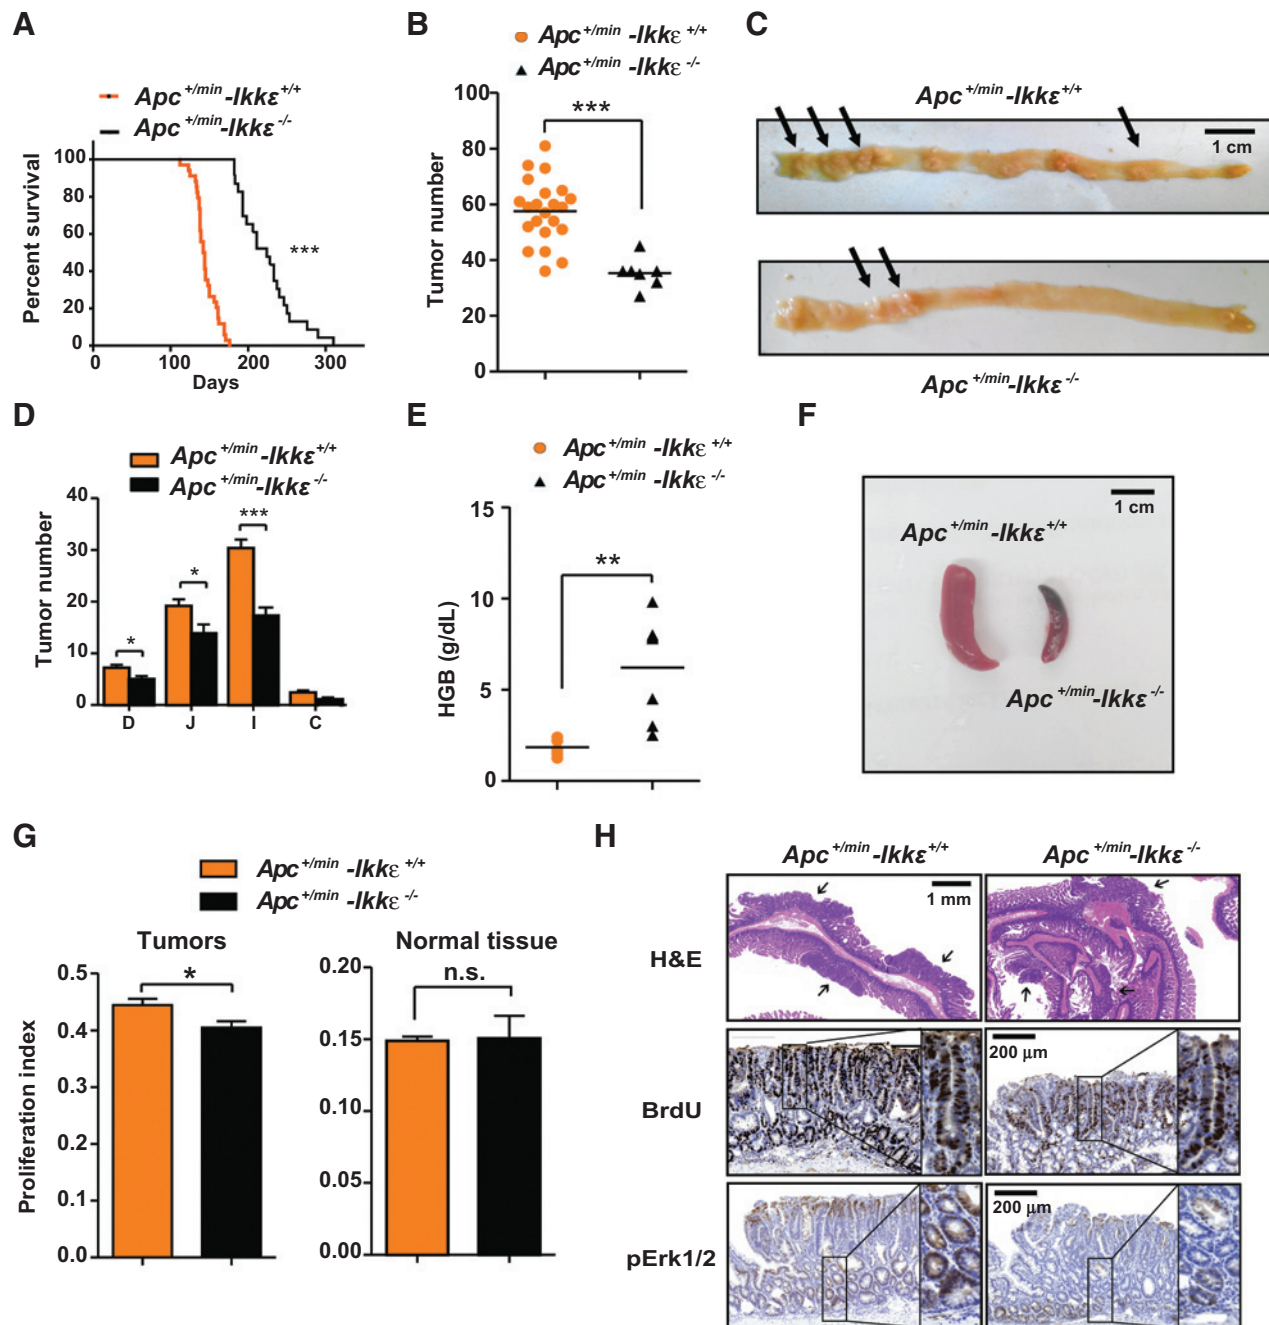 A
Apc+/min-Ikkε+/+
Apc+/min-Ikkε-/-
Percent survival
100
80
60
40
20
0
***
0 100 200 300
Days
B
Apc+/min -Ikkε+/+
Apc+/min -Ikkε-/-
Tumor number
100
80
60
40
20
0
***
C
Apc+/min-Ikkε+/+
1 cm
Apc+/min-Ikkε-/-
D
Apc+/min-Ikkε+/+
Apc+/min-Ikkε-/-
Tumor number
40
30
20
10
0
*
*
***
D J I C
E
Apc+/min -Ikkε+/+
Apc+/min -Ikkε-/-
HGB (g/dL)
15
10
5
0
**
F
1 cm
Apc+/min-Ikkε+/+
Apc+/min-Ikkε-/-
G
Apc+/min -Ikkε+/+
Apc+/min -Ikkε-/-
Tumors
Proliferation index
0.5
0.4
0.3
0.2
0.1
0.0
*
Normal tissue
0.20
0.15
0.10
0.05
0.00
n.s.
H
Apc+/min-Ikkε+/+ Apc+/min-Ikkε-/-
H&E
1 mm
BrdU
200 µm
pErk1/2
200 µm